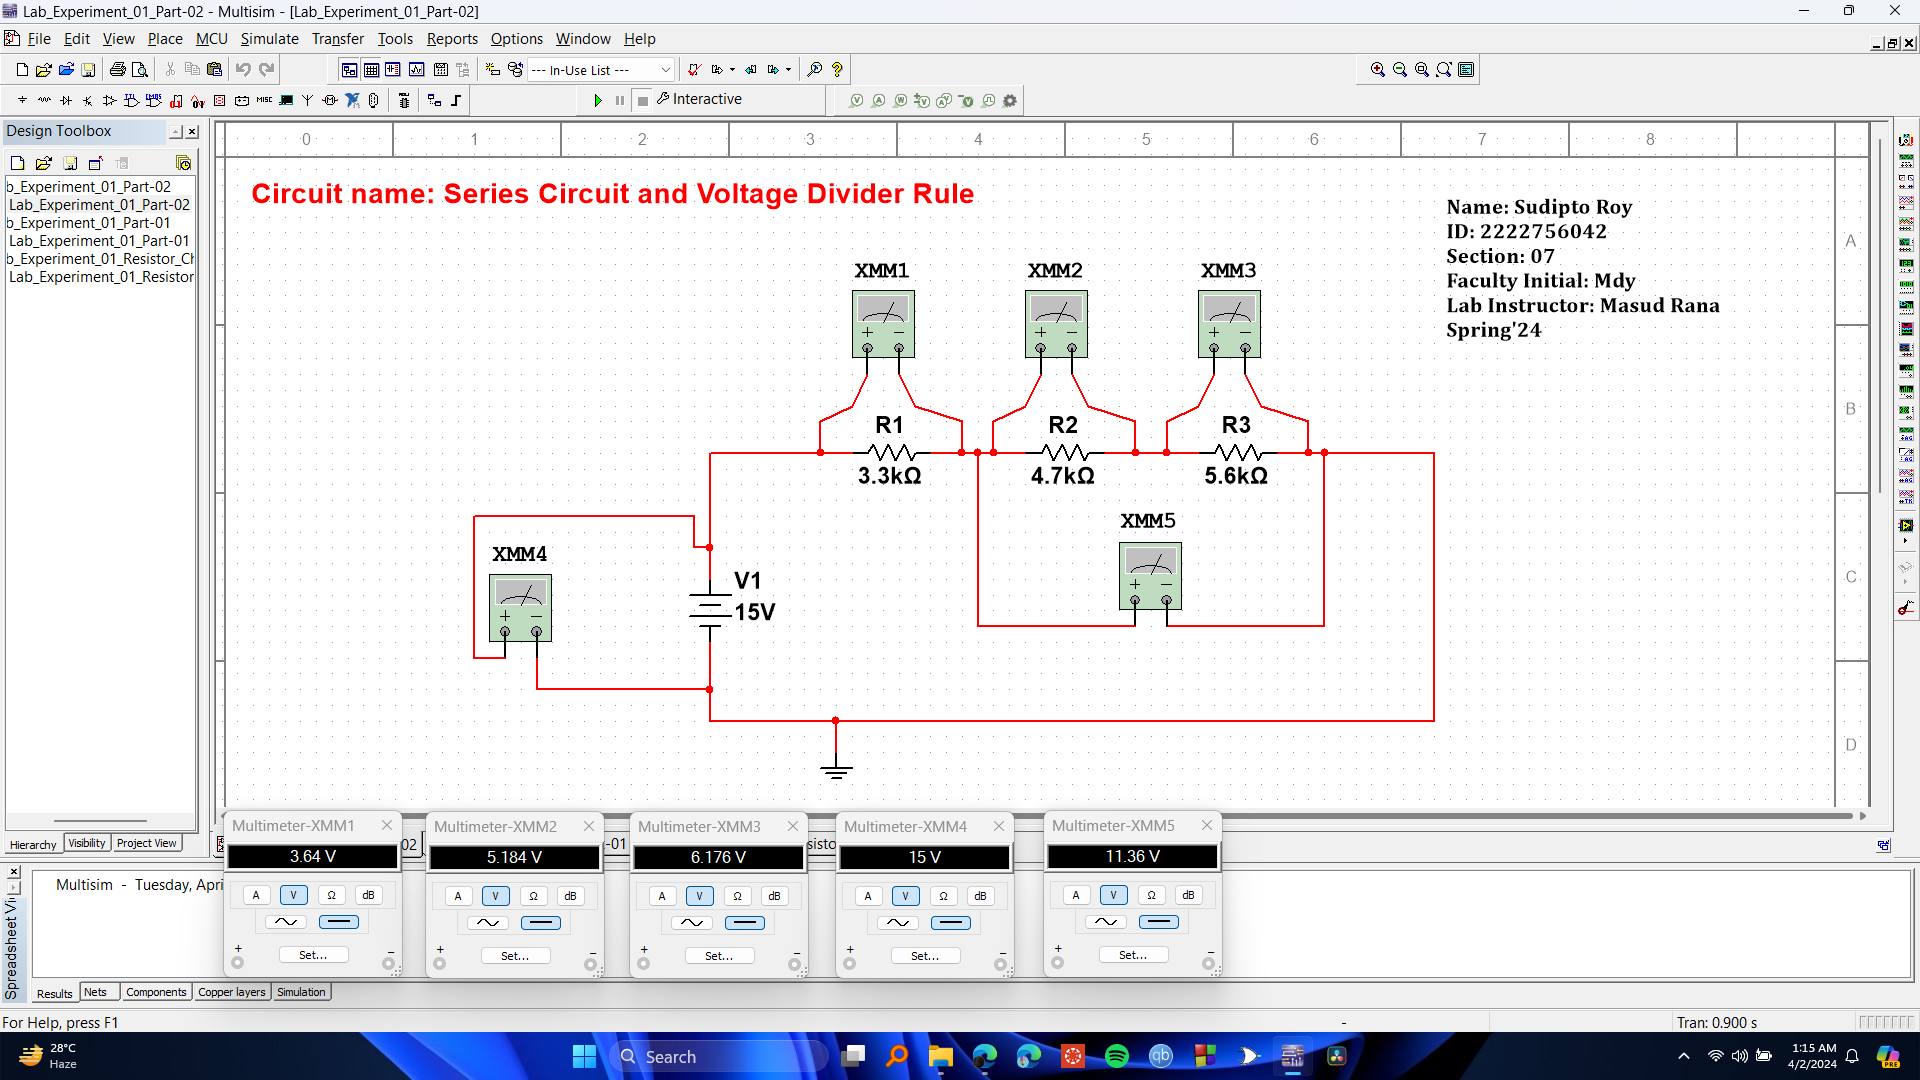 Lab_Experiment_01_Part-02 - Multisim - [Lab_Experiment_01_Part-02]
File Edit View Place MCU Simulate Transfer Tools Reports Options Window Help
--- In-Use List ---
Interactive
Design Toolbox
b_Experiment_01_Part-02
Lab_Experiment_01_Part-02
b_Experiment_01_Part-01
Lab_Experiment_01_Part-01
b_Experiment_01_Resistor_Ch
Lab_Experiment_01_Resistor
Hierarchy Visibility Project View
0 1 2 3 4 5 6 7 8
A
B
C
D
Circuit name: Series Circuit and Voltage Divider Rule
Name: Sudipto Roy
ID: 2222756042
Section: 07
Faculty Initial: Mdy
Lab Instructor: Masud Rana
Spring'24
XMM1 XMM2 XMM3
R1 R2 R3
3.3kΩ 4.7kΩ 5.6kΩ
XMM5
XMM4
V1
15V
02 -01 sisto
Multimeter-XMM1
3.64 V
A V Ω dB
Set...
Multimeter-XMM2
5.184 V
A V Ω dB
Set...
Multimeter-XMM3
6.176 V
A V Ω dB
Set...
Multimeter-XMM4
15 V
A V Ω dB
Set...
Multimeter-XMM5
11.36 V
A V Ω dB
Set...
Spreadsheet Vi
Multisim - Tuesday, Apri
Results Nets Components Copper layers Simulation
For Help, press F1
-
Tran: 0.900 s
28°C
Haze
Search
1:15 AM
4/2/2024